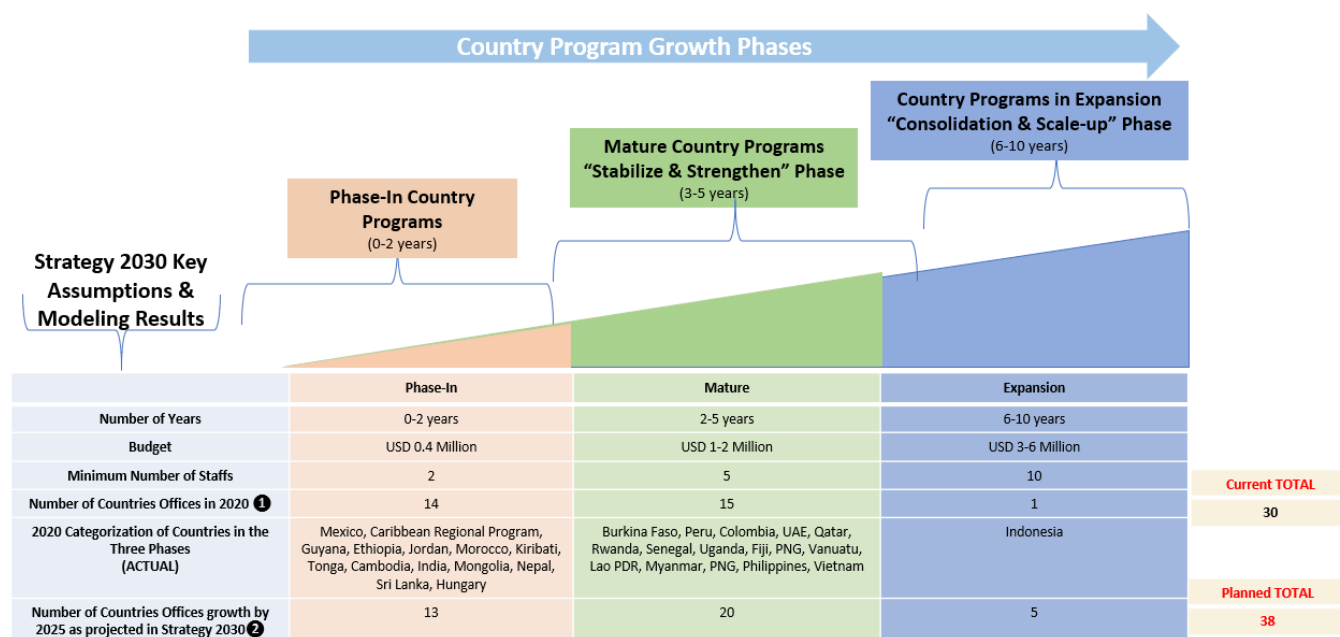 Country Program Growth Phases
Country Programs in Expansion
“Consolidation & Scale-up” Phase
(6-10 years)
Mature Country Programs
“Stabilize & Strengthen” Phase
(3-5 years)
Phase-In Country
Programs
(0-2 years)
Strategy 2030 Key
Assumptions &
Modeling Results
Phase-In Mature Expansion
Number of Years 0-2 years 2-5 years 6-10 years
Budget USD 0.4 Million USD 1-2 Million USD 3-6 Million
Minimum Number of Staffs 2 5 10
Current TOTAL
Number of Countries Offices in 2020 ❶ 14 15 1 30
2020 Categorization of Countries in the
Three Phases
(ACTUAL)
Mexico, Caribbean Regional Program,
Guyana, Ethiopia, Jordan, Morocco, Kiribati,
Tonga, Cambodia, India, Mongolia, Nepal,
Sri Lanka, Hungary
Burkina Faso, Peru, Colombia, UAE, Qatar,
Rwanda, Senegal, Uganda, Fiji, PNG, Vanuatu,
Lao PDR, Myanmar, PNG, Philippines, Vietnam
Indonesia
Planned TOTAL
Number of Countries Offices growth by
2025 as projected in Strategy 2030❷ 13 20 5 38